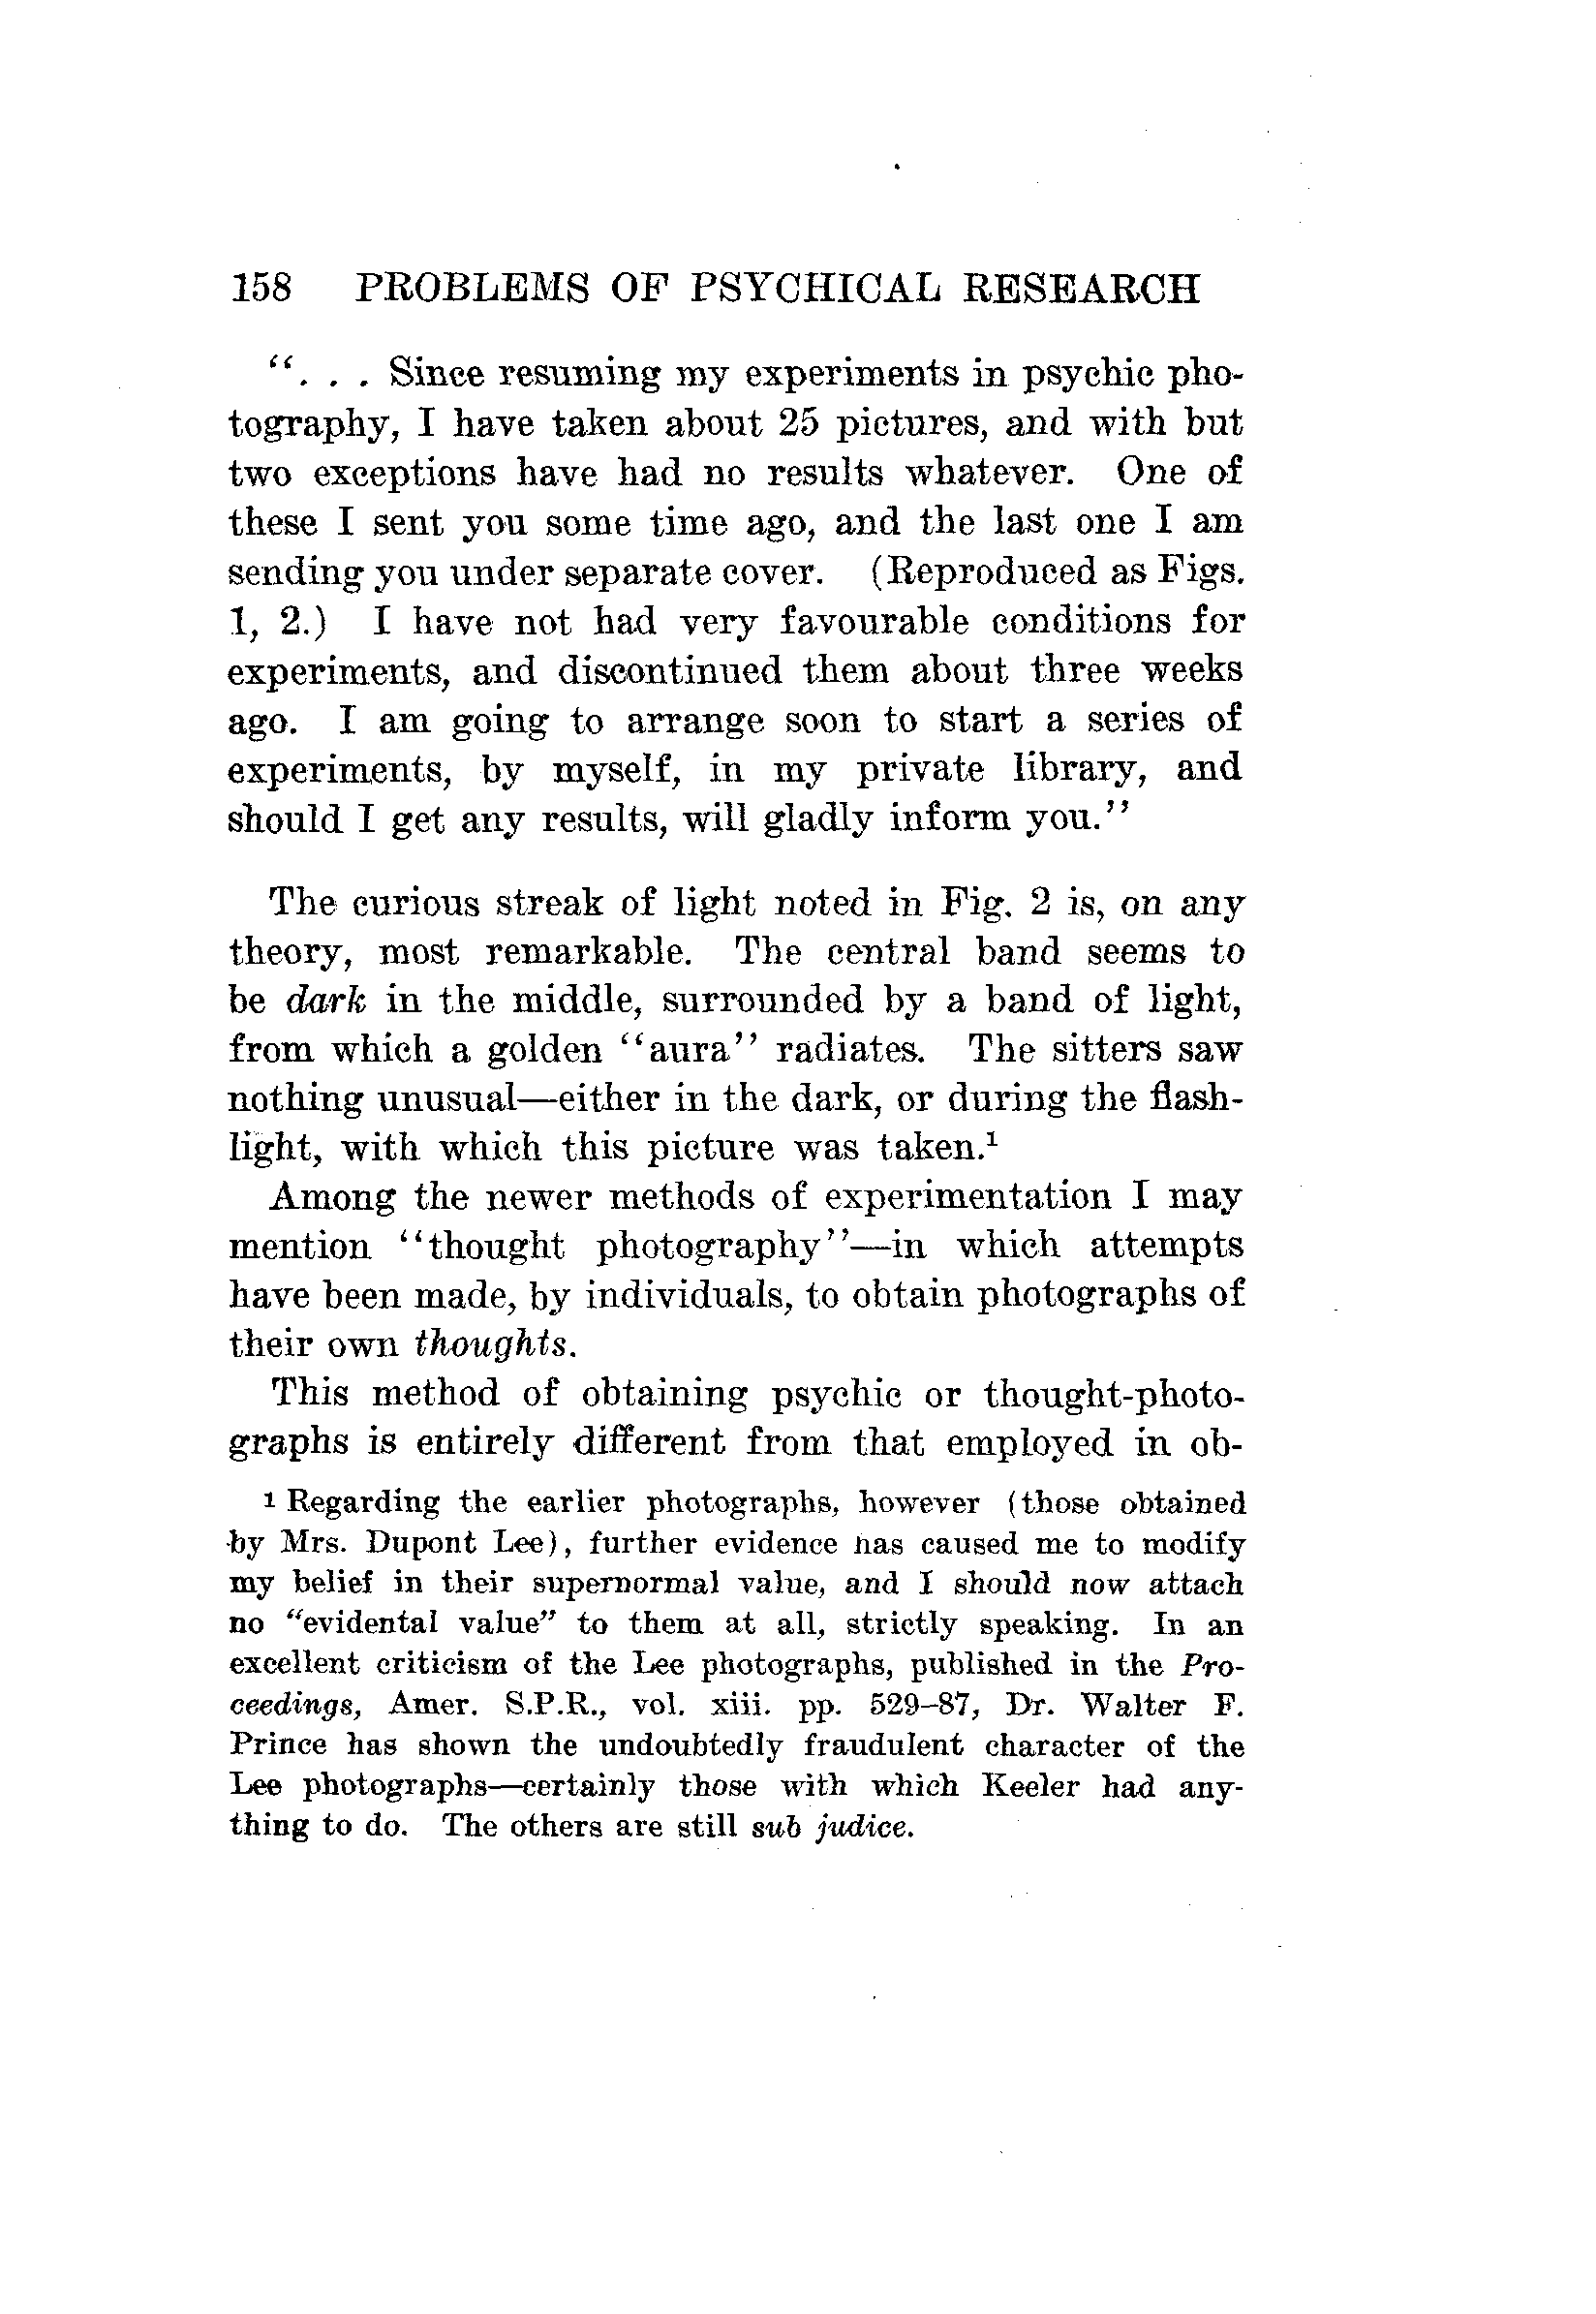 158 PROBLEMS OF PSYCHICAL RESEARCH
“. . . Since resuming my experiments in psychic pho-
tography, I have taken about 25 pictures, and with but
two exceptions have had no results whatever. One of
these I sent you some time ago, and the last one I am
sending you under separate cover. (Reproduced as Figs.
1, 2.) I have not had very favourable conditions for
experiments, and discontinued them about three weeks
ago. I am going to arrange soon to start a series of
experiments, by myself, in my private library, and
should I get any results, will gladly inform you.”
The curious streak of light noted in Fig. 2 is, on any
theory, most remarkable. The central band seems to
be dark in the middle, surrounded by a band of light,
from which a golden “aura” radiates. The sitters saw
nothing unusual—either in the dark, or during the flash-
light, with which this picture was taken.¹
Among the newer methods of experimentation I may
mention “thought photography”—in which attempts
have been made, by individuals, to obtain photographs of
their own thoughts.
This method of obtaining psychic or thought-photo-
graphs is entirely different from that employed in ob-
1 Regarding the earlier photographs, however (those obtained
by Mrs. Dupont Lee), further evidence has caused me to modify
my belief in their supernormal value, and I should now attach
no “evidental value” to them at all, strictly speaking. In an
excellent criticism of the Lee photographs, published in the Pro-
ceedings, Amer. S.P.R., vol. xiii. pp. 529–87, Dr. Walter F.
Prince has shown the undoubtedly fraudulent character of the
Lee photographs—certainly those with which Keeler had any-
thing to do. The others are still sub judice.